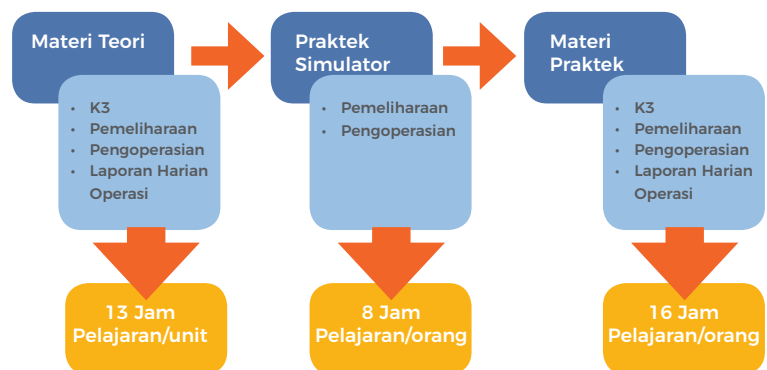 Materi Teori
• K3
• Pemeliharaan
• Pengoperasian
• Laporan Harian
Operasi
13 Jam
Pelajaran/unit
Praktek
Simulator
• Pemeliharaan
• Pengoperasian
8 Jam
Pelajaran/orang
Materi
Praktek
• K3
• Pemeliharaan
• Pengoperasian
• Laporan Harian
Operasi
16 Jam
Pelajaran/orang